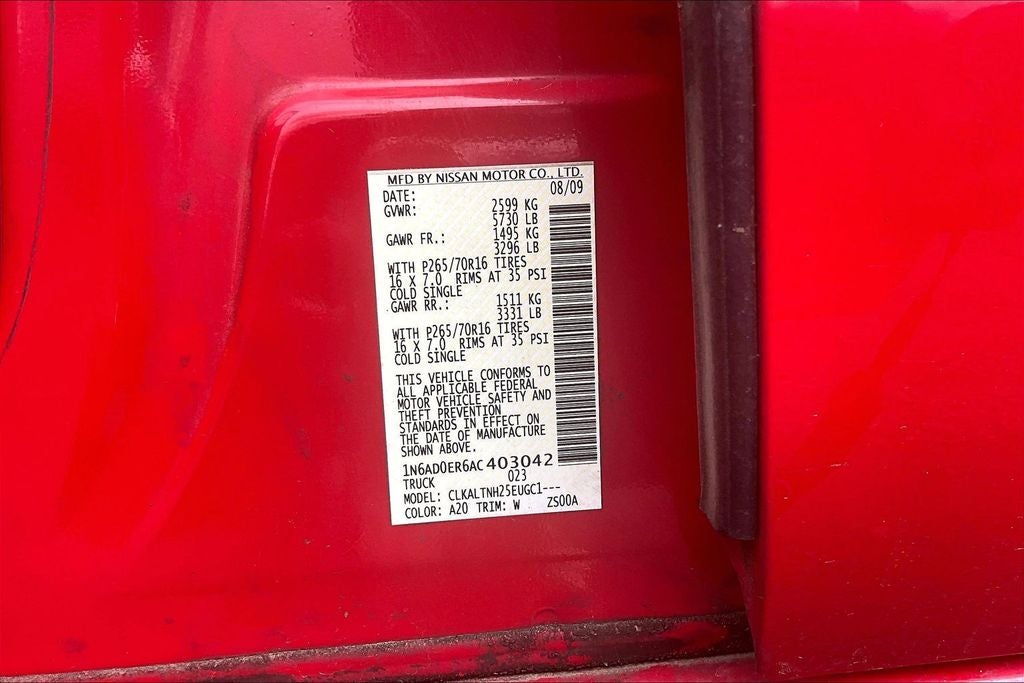 MFD BY NISSAN MOTOR CO., LTD.
DATE: 08/09
GVWR: 2599 KG
5730 LB
GAWR FR.: 1495 KG
3296 LB
WITH P265/70R16 TIRES
16 X 7.0 RIMS AT 35 PSI
COLD SINGLE
GAWR RR.: 1511 KG
3331 LB
WITH P265/70R16 TIRES
16 X 7.0 RIMS AT 35 PSI
COLD SINGLE
THIS VEHICLE CONFORMS TO
ALL APPLICABLE FEDERAL
MOTOR VEHICLE SAFETY AND
THEFT PREVENTION
STANDARDS IN EFFECT ON
THE DATE OF MANUFACTURE
SHOWN ABOVE.
1N6AD0ER6AC403042
TRUCK 023
MODEL: CLKALTNH25EUGC1---
COLOR: A20 TRIM: W ZS00A